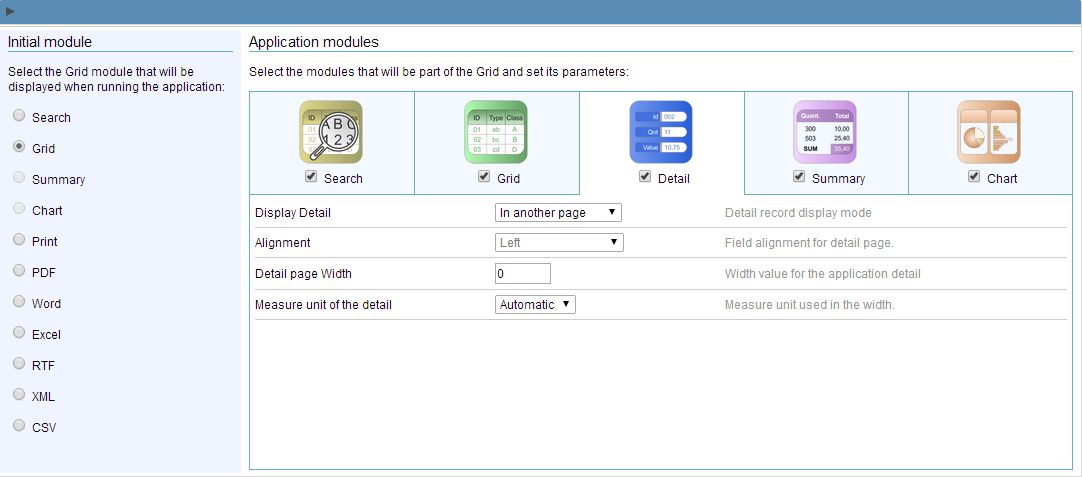 Initial module
Select the Grid module that will be
displayed when running the application:
Search
Grid
Summary
Chart
Print
PDF
Word
Excel
RTF
XML
CSV
Application modules
Select the modules that will be part of the Grid and set its parameters:
ID
01
02
ABC
123
Search
ID Type Class
01 ab A
02 bc B
03 cd D
Grid
Id 002
Qnt 11
Value 10,75
Detail
Quant. Total
300 10,00
503 25,40
SUM 35,40
Summary
Chart
Display Detail In another page Detail record display mode
Alignment Left Field alignment for detail page.
Detail page Width 0 Width value for the application detail
Measure unit of the detail Automatic Measure unit used in the width.